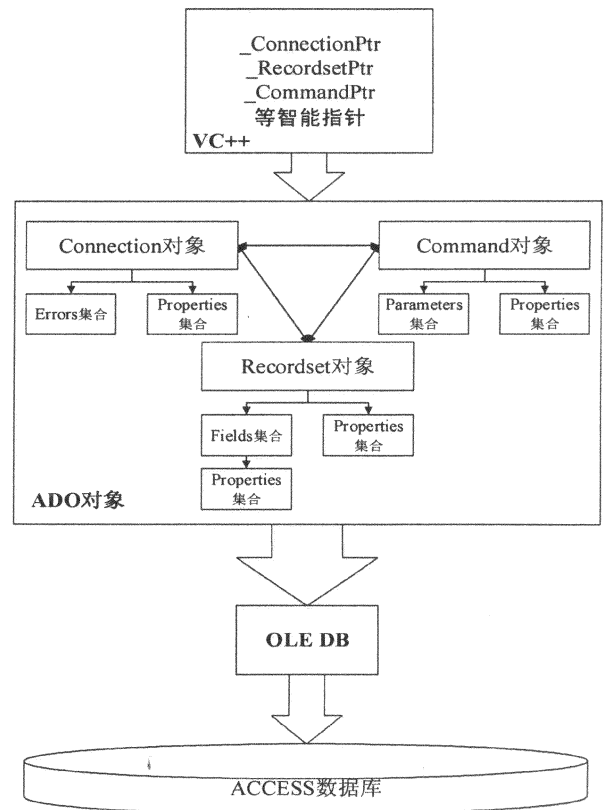 _ConnectionPtr
_RecordsetPtr
_CommandPtr
等智能指针
VC++
Connection对象
Command对象
Errors集合
Properties
集合
Parameters
集合
Properties
集合
Recordset对象
Fields集合
Properties
集合
Properties
集合
ADO对象
OLE DB
ACCESS数据库